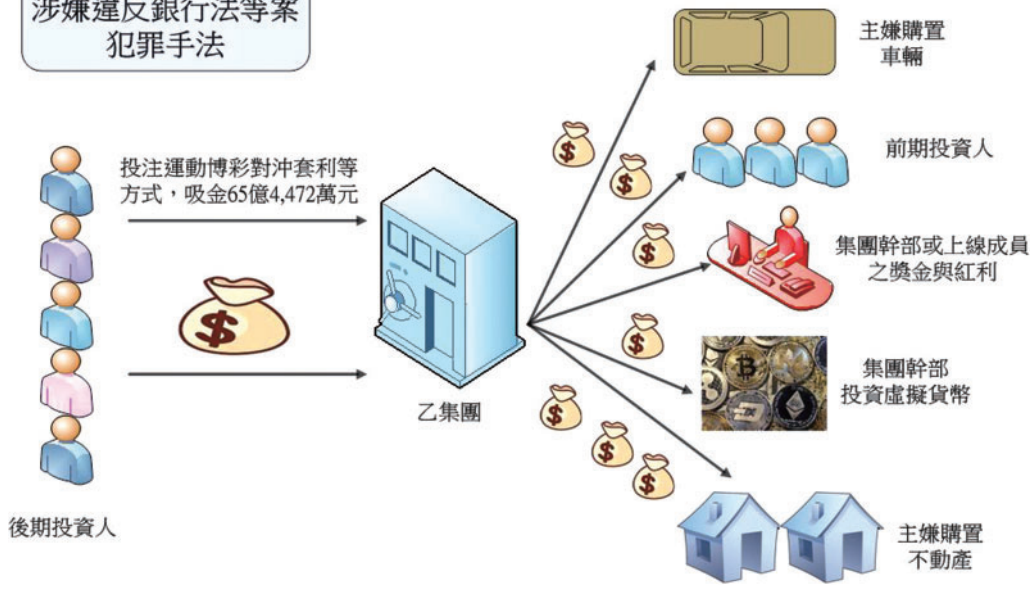 涉嫌違反銀行法等案
犯罪手法
投注運動博彩對沖套利等
方式，吸金65億4,472萬元
後期投資人
乙集團
主嫌購置
車輛
前期投資人
集團幹部或上線成員
之獎金與紅利
集團幹部
投資虛擬貨幣
主嫌購置
不動產